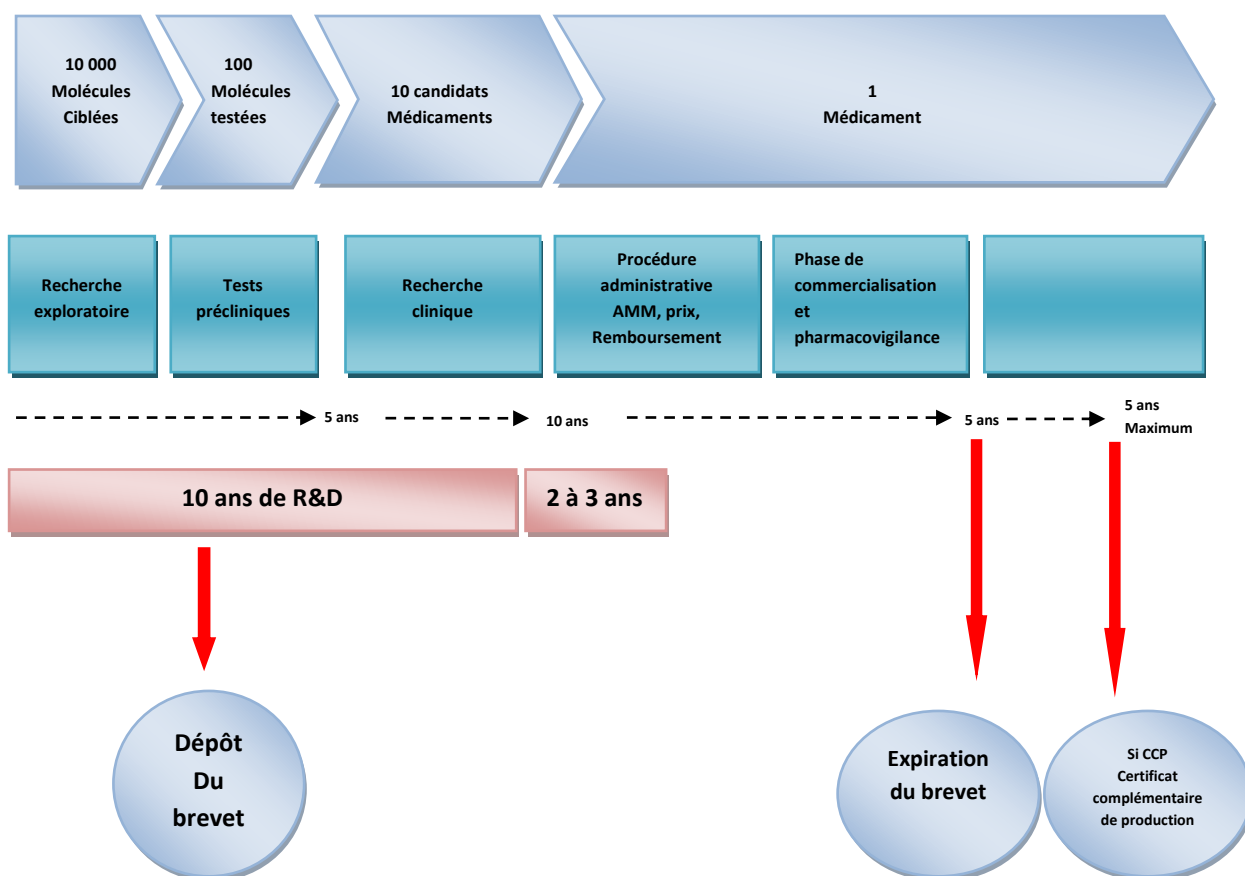 10 000
Molécules
Ciblées
100
Molécules
testées
10 candidats
Médicaments
1
Médicament
Recherche
exploratoire
Tests
précliniques
Recherche
clinique
Procédure
administrative
AMM, prix,
Remboursement
Phase de
commercialisation
et
pharmacovigilance
5 ans
10 ans
5 ans
5 ans
Maximum
10 ans de R&D
2 à 3 ans
Dépôt
Du
brevet
Expiration
du brevet
Si CCP
Certificat
complémentaire
de production